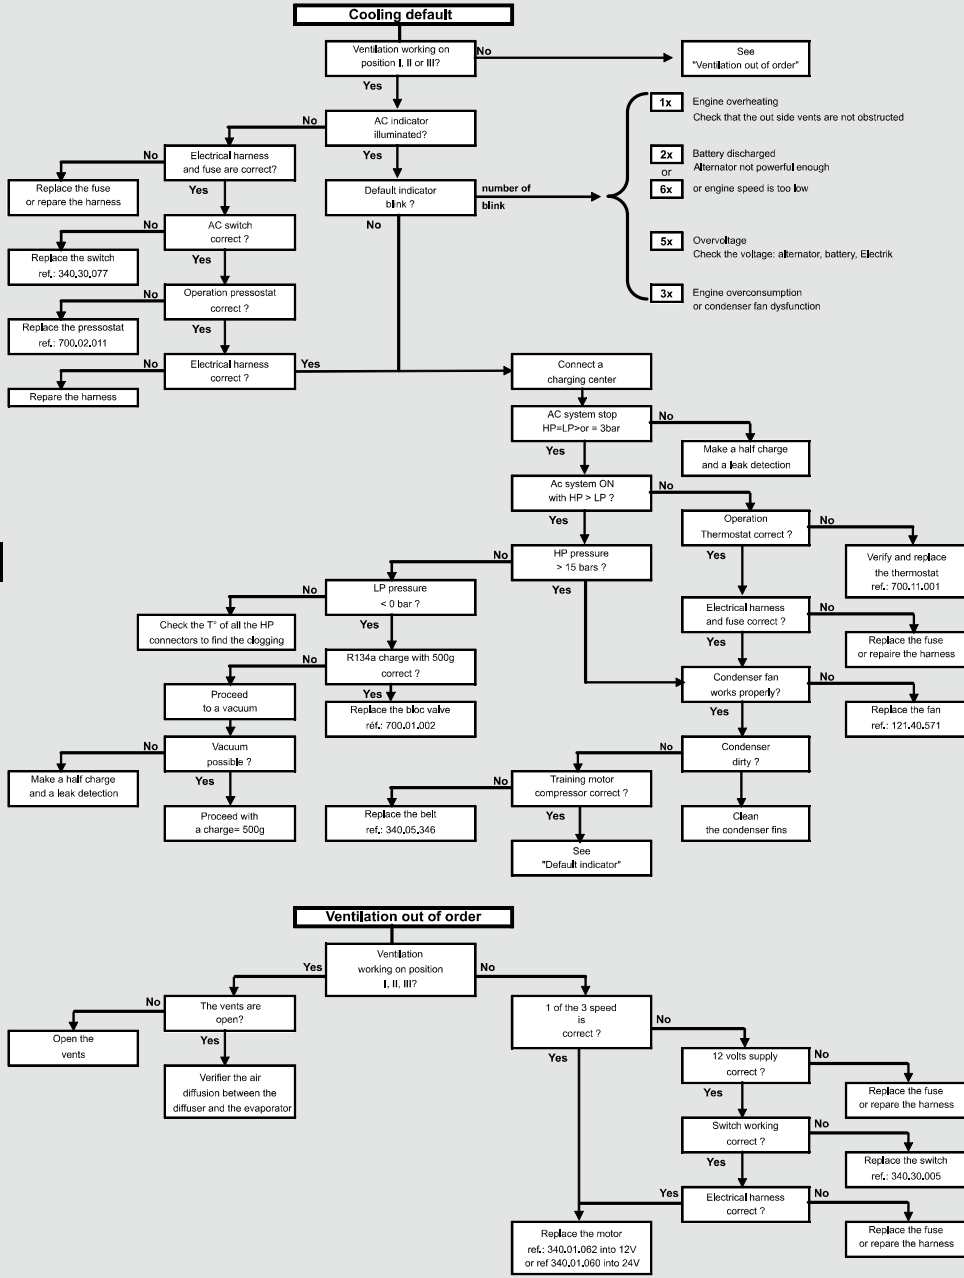 Cooling default
Ventilation working on
position I, II or III?
No
See
"Ventilation out of order"
Yes
AC indicator
illuminated?
No
Yes
1x
Engine overheating
Check that the out side vents are not obstructed
2x
Battery discharged
Alternator not powerful enough
or
6x
or engine speed is too low
5x
Overvoltage
Check the voltage: alternator, battery, Electrik
3x
Engine overconsumption
or condenser fan dysfunction
Default indicator
blink ?
number of
blink
No
Electrical harness
and fuse are correct?
No
Replace the fuse
or repare the harness
Yes
AC switch
correct ?
No
Replace the switch
ref.: 340.30.077
Yes
Operation pressostat
correct ?
No
Replace the pressostat
ref.: 700.02.011
Yes
Electrical harness
correct ?
No
Repare the harness
Yes
Connect a
charging center
AC system stop
HP=LP>or = 3bar
No
Make a half charge
and a leak detection
Yes
Ac system ON
with HP > LP ?
No
Yes
Operation
Thermostat correct ?
No
Verify and replace
the thermostat
ref.: 700.11.001
Yes
HP pressure
> 15 bars ?
No
Yes
LP pressure
< 0 bar ?
No
Check the T° of all the HP
connectors to find the clogging
Yes
Electrical harness
and fuse correct ?
No
Replace the fuse
or repaire the harness
Yes
R134a charge with 500g
correct ?
No
Yes
Replace the bloc valve
réf.: 700.01.002
Proceed
to a vacuum
Condenser fan
works properly?
No
Replace the fan
ref.: 121.40.571
Yes
Vacuum
possible ?
No
Make a half charge
and a leak detection
Yes
Proceed with
a charge= 500g
Condenser
dirty ?
No
Clean
the condenser fins
Training motor
compressor correct ?
No
Replace the belt
ref.: 340.05.346
Yes
See
"Default indicator"
Ventilation out of order
Ventilation
working on position
I, II, III?
Yes
No
The vents are
open?
No
Open the
vents
Yes
Verifier the air
diffusion between the
diffuser and the evaporator
1 of the 3 speed
is
correct ?
No
Yes
12 volts supply
correct ?
No
Replace the fuse
or repare the harness
Yes
Switch working
correct ?
No
Replace the switch
ref.: 340.30.005
Yes
Electrical harness
correct ?
Yes
No
Replace the fuse
or repare the harness
Replace the motor
ref.: 340.01.062 into 12V
or ref 340.01.060 into 24V